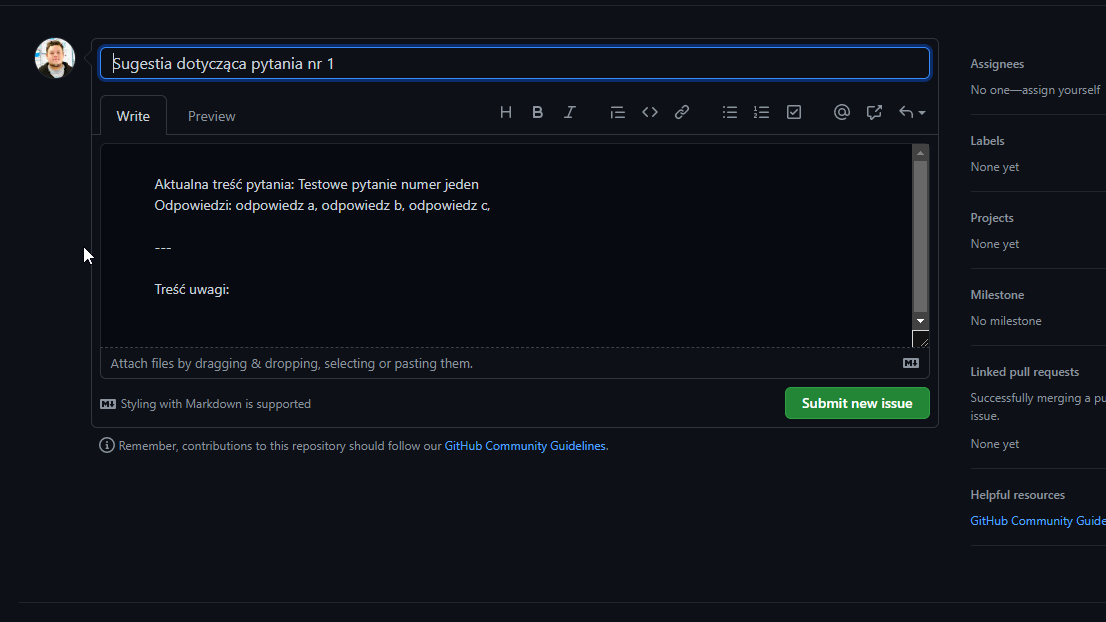 Sugestia dotycząca pytania nr 1
Write
Preview
Aktualna treść pytania: Testowe pytanie numer jeden
Odpowiedzi: odpowiedz a, odpowiedz b, odpowiedz c,
---
Treść uwagi:
Attach files by dragging & dropping, selecting or pasting them.
Styling with Markdown is supported
Submit new issue
Remember, contributions to this repository should follow our GitHub Community Guidelines.
Assignees
No one—assign yourself
Labels
None yet
Projects
None yet
Milestone
No milestone
Linked pull requests
Successfully merging a pu
issue.
None yet
Helpful resources
GitHub Community Guide